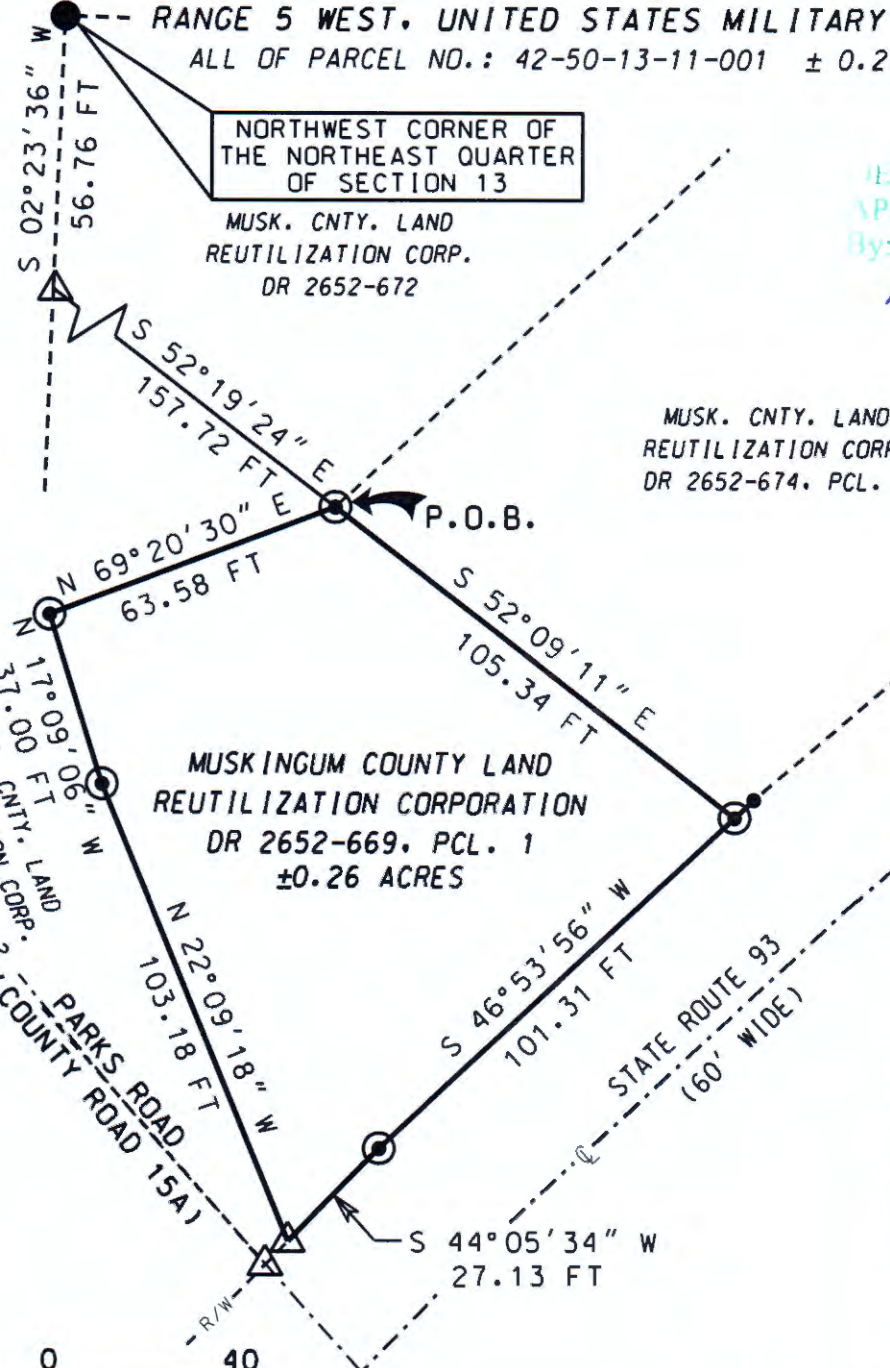 RANGE 5 WEST, UNITED STATES MILITARY
ALL OF PARCEL NO.: 42-50-13-11-001 ± 0.2
S 02°23'36" W
56.76 FT
NORTHWEST CORNER OF
THE NORTHEAST QUARTER
OF SECTION 13
MUSK. CNTY. LAND
REUTILIZATION CORP.
DR 2652-672
By:
S 52°19'24" E
157.72 FT
MUSK. CNTY. LAND
REUTILIZATION
DR 2652-674, PCL.
P.O.B.
N 69°20'30" E
63.58 FT
S 52°09'11" E
105.34 FT
N 17°09'06" W
37.00 FT
CNTY. LAND
CORP.
MUSKINGUM COUNTY LAND
REUTILIZATION CORPORATION
DR 2652-669, PCL. 1
±0.26 ACRES
N 22°09'18" W
103.18 FT
S 46°53'56" W
101.31 FT
STATE ROUTE 93
(60' WIDE)
PARKS ROAD
(COUNTY ROAD 15A)
S 44°05'34" W
27.13 FT
R/W
0 40